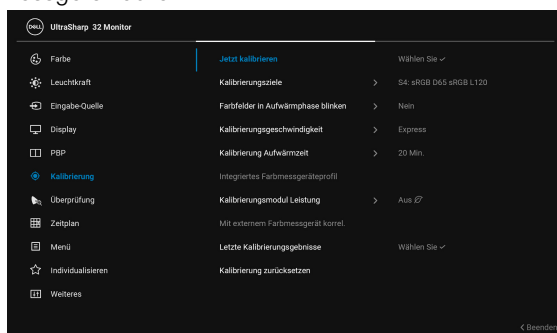 DELL UltraSharp 32 Monitor
Farbe
Jetzt kalibrieren Wählen Sie
Leuchtkraft
Kalibrierungsziele S4: sRGB D65 sRGB L120
Eingabe-Quelle
Farbfelder in Aufwärmphase blinken Nein
Display
Kalibrierungsgeschwindigkeit Express
PBP
Kalibrierung Aufwärmzeit 20 Min.
Kalibrierung
Integriertes Farbmessgeräteprofil
Überprüfung
Kalibrierungsmodul Leistung Aus
Zeitplan
Mit externem Farbmessgerät korrel.
Menü
Letzte Kalibrierungsgebnisse Wählen Sie
Individualisieren
Kalibrierung zurücksetzen
Weiteres
Beenden